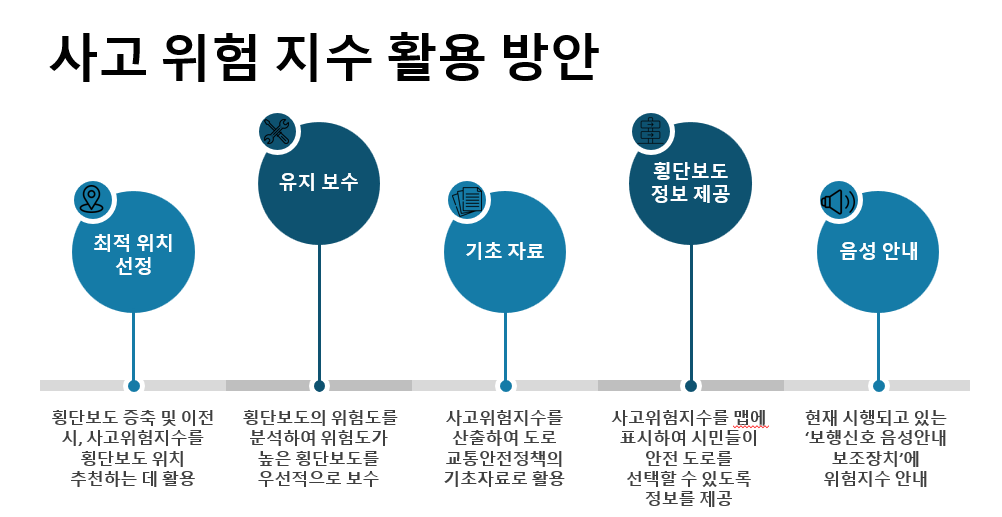 사고 위험 지수 활용 방안
최적 위치
선정
유지 보수
기초 자료
횡단보도
정보 제공
음성 안내
횡단보도 증축 및 이전
시, 사고위험지수를
횡단보도 위치
추천하는 데 활용
횡단보도의 위험도를
분석하여 위험도가
높은 횡단보도를
우선적으로 보수
사고위험지수를
산출하여 도로
교통안전정책의
기초자료로 활용
사고위험지수를 맵에
표시하여 시민들이
안전 도로를
선택할 수 있도록
정보를 제공
현재 시행되고 있는
‘보행신호 음성안내
보조장치’에
위험지수 안내